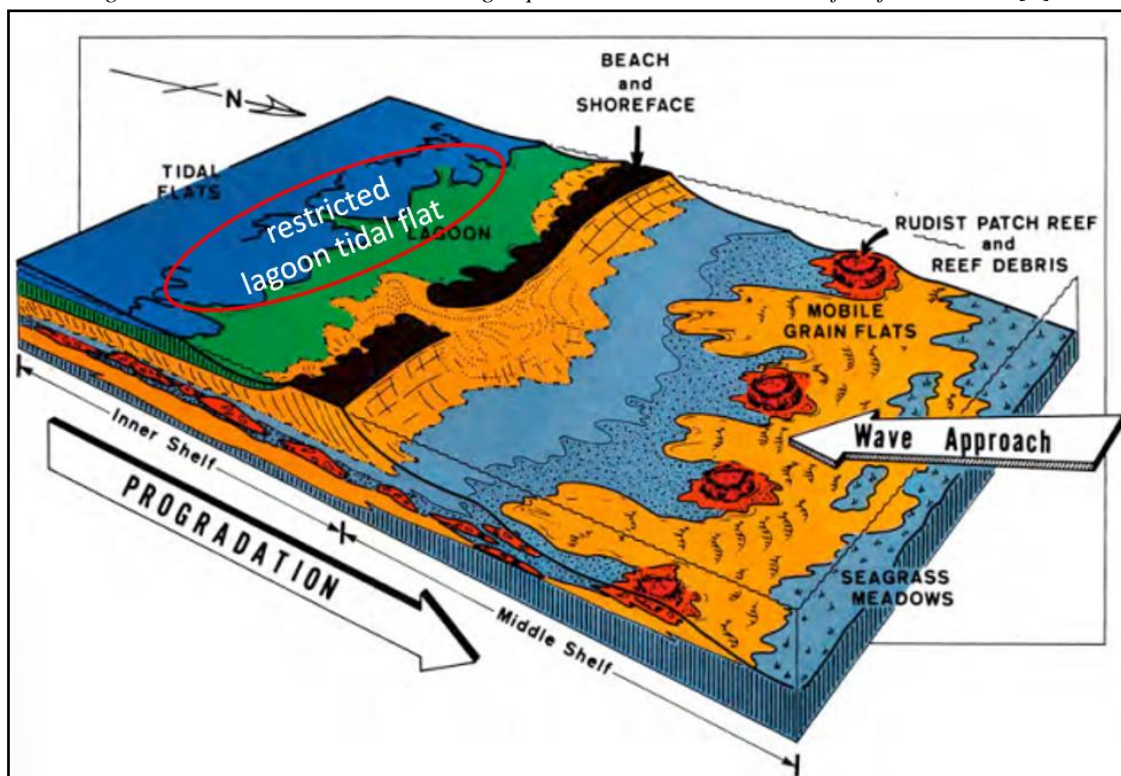 N
BEACH
and
SHOREFACE
TIDAL
FLATS
restricted
lagoon tidal flat
LAGOON
RUDIST PATCH REEF
and
REEF DEBRIS
MOBILE
GRAIN FLATS
Wave Approach
Inner Shelf
PROGRADATION
Middle Shelf
SEAGRASS
MEADOWS